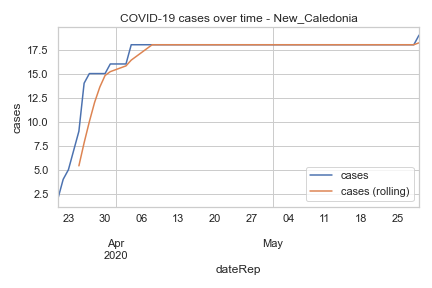 COVID-19 cases over time - New_Caledonia
cases
17.5
15.0
12.5
10.0
7.5
5.0
2.5
cases
cases (rolling)
23 30 06 13 20 27 04 11 18 25
Apr May
2020
dateRep